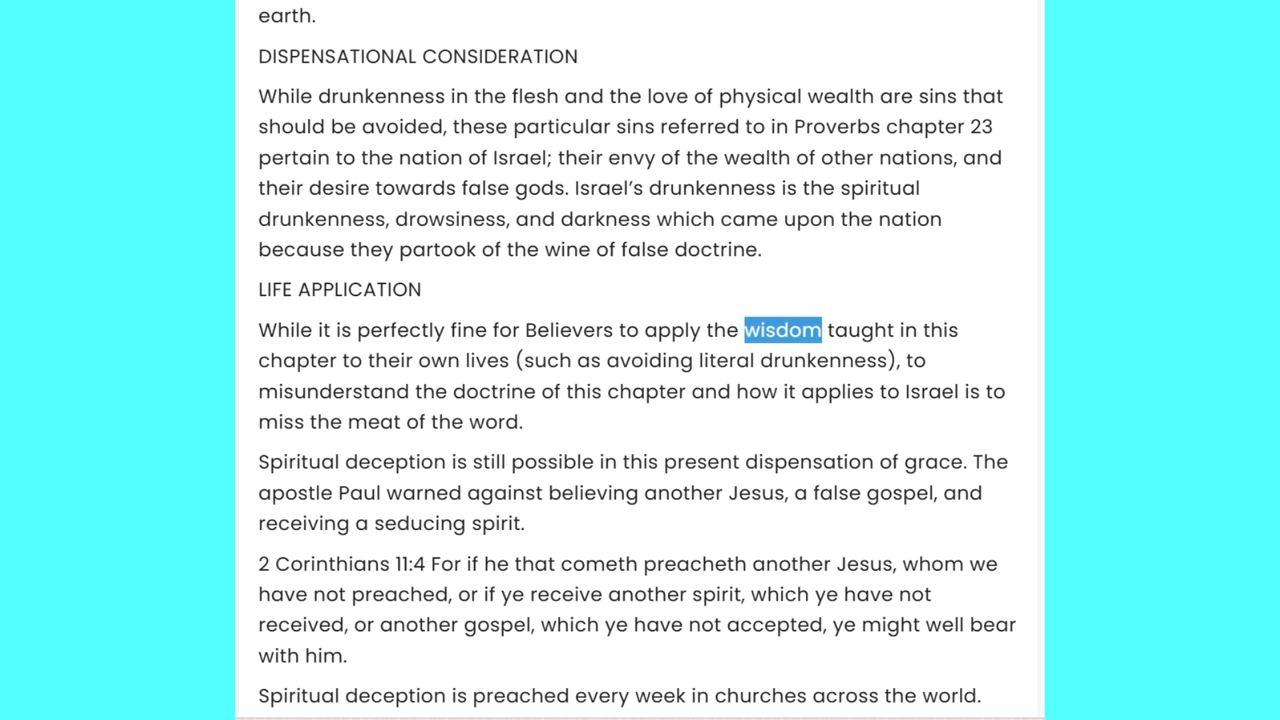 earth.
DISPENSATIONAL CONSIDERATION
While drunkenness in the flesh and the love of physical wealth are sins that
should be avoided, these particular sins referred to in Proverbs chapter 23
pertain to the nation of Israel; their envy of the wealth of other nations, and
their desire towards false gods. Israel’s drunkenness is the spiritual
drunkenness, drowsiness, and darkness which came upon the nation
because they partook of the wine of false doctrine.
LIFE APPLICATION
While it is perfectly fine for Believers to apply the wisdom taught in this
chapter to their own lives (such as avoiding literal drunkenness), to
misunderstand the doctrine of this chapter and how it applies to Israel is to
miss the meat of the word.
Spiritual deception is still possible in this present dispensation of grace. The
apostle Paul warned against believing another Jesus, a false gospel, and
receiving a seducing spirit.
2 Corinthians 11:4 For if he that cometh preacheth another Jesus, whom we
have not preached, or if ye receive another spirit, which ye have not
received, or another gospel, which ye have not accepted, ye might well bear
with him.
Spiritual deception is preached every week in churches across the world.